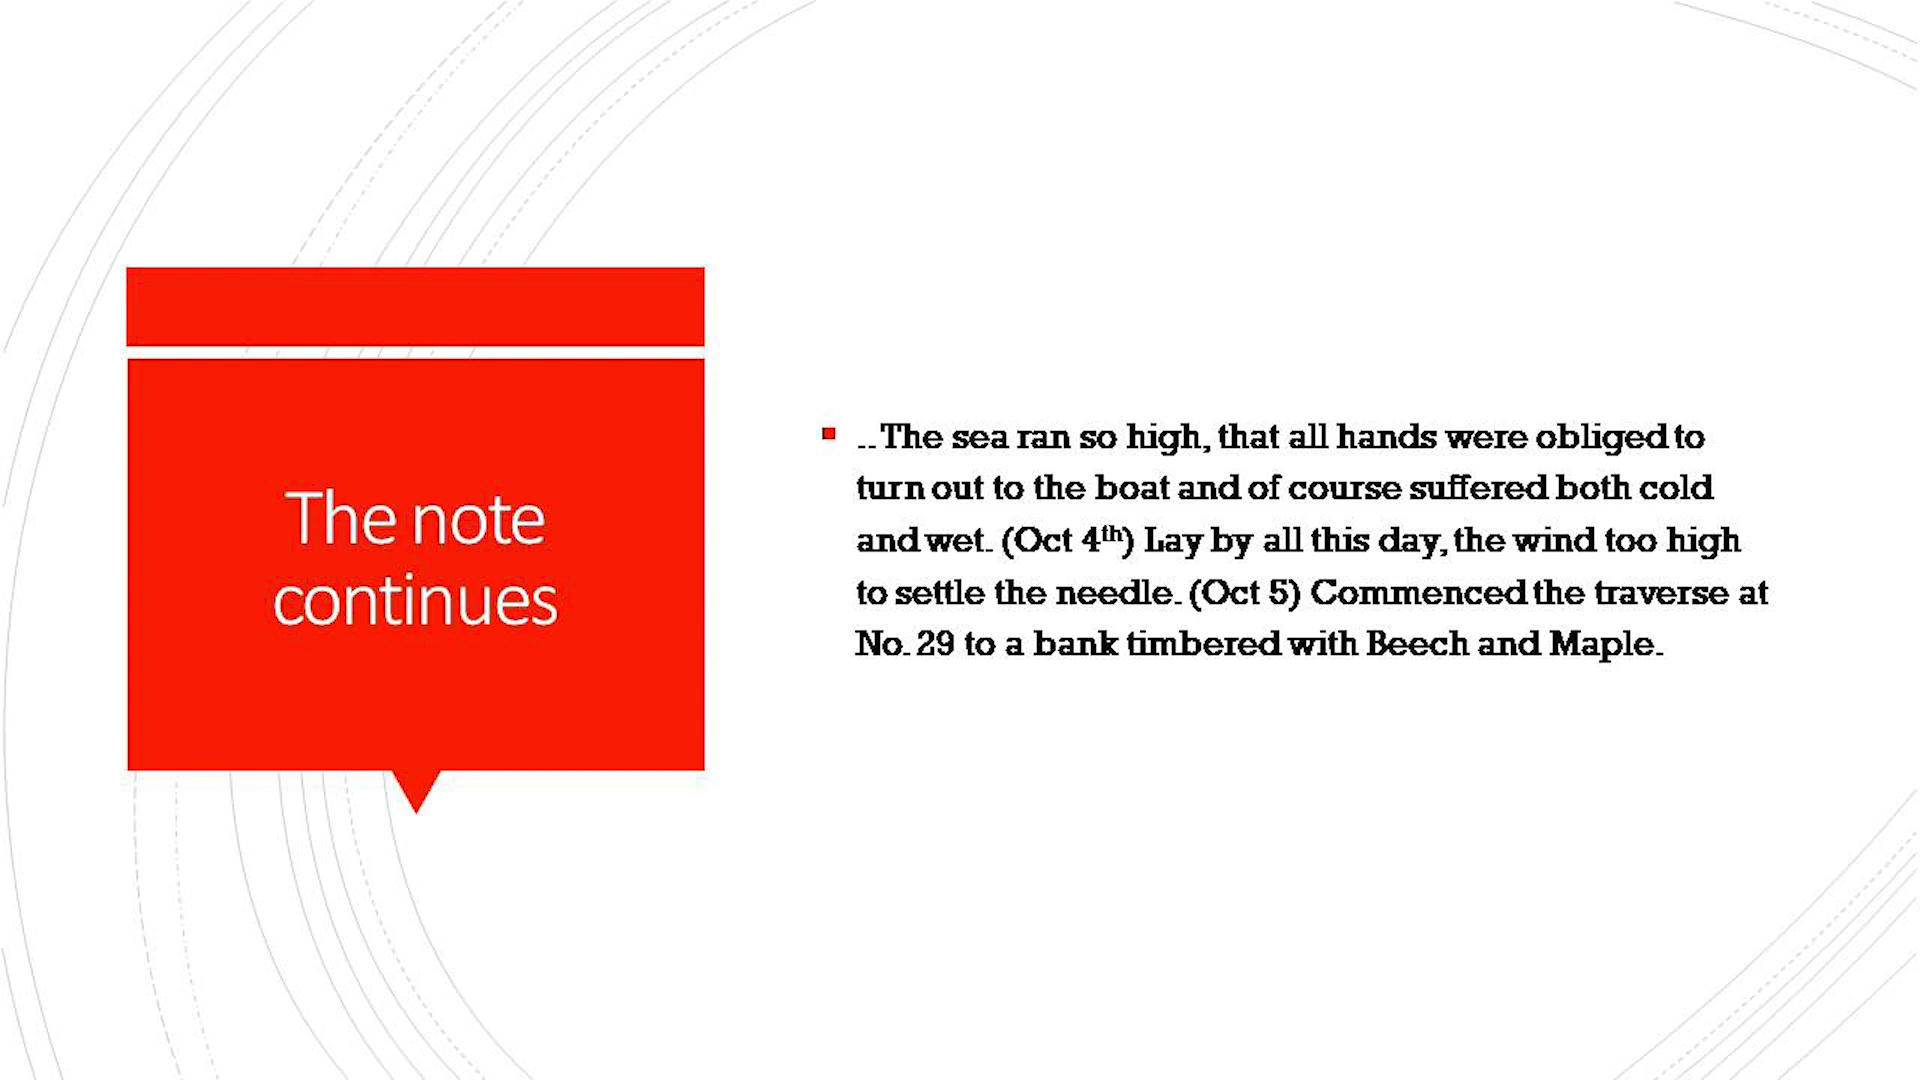 The note
continues
..The sea ran so high, that all hands were obliged to
turn out to the boat and of course suffered both cold
and wet. (Oct 4th) Lay by all this day, the wind too high
to settle the needle. (Oct 5) Commenced the traverse at
No. 29 to a bank timbered with Beech and Maple.